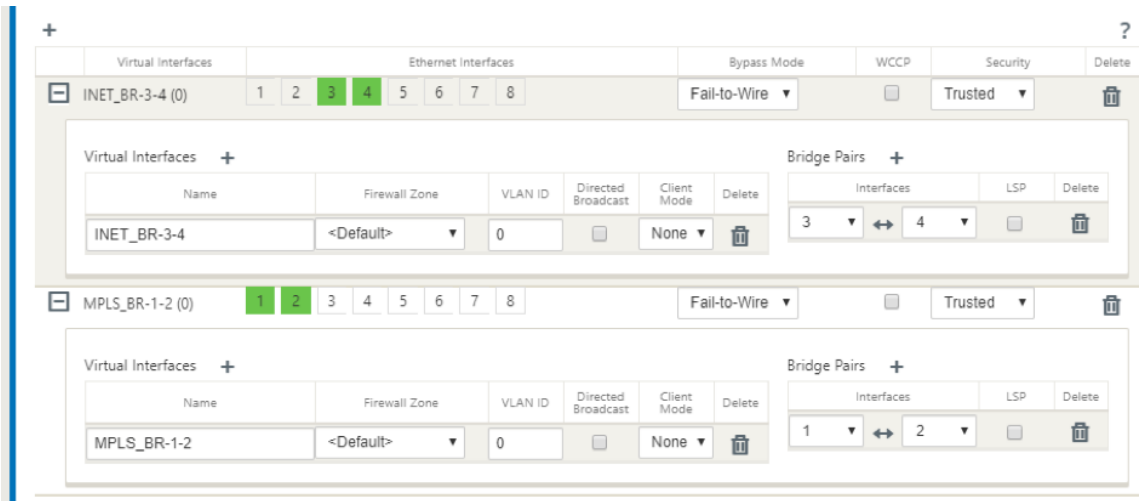 + ?
Virtual Interfaces Ethernet Interfaces Bypass Mode WCCP Security Delete
INET_BR-3-4 (0) 1 2 3 4 5 6 7 8 Fail-to-Wire Trusted
Virtual Interfaces + Bridge Pairs +
Name Firewall Zone VLAN ID Directed Broadcast Client Mode Delete Interfaces LSP Delete
INET_BR-3-4 <Default> 0 None 3 ↔ 4
MPLS_BR-1-2 (0) 1 2 3 4 5 6 7 8 Fail-to-Wire Trusted
Virtual Interfaces + Bridge Pairs +
Name Firewall Zone VLAN ID Directed Broadcast Client Mode Delete Interfaces LSP Delete
MPLS_BR-1-2 <Default> 0 None 1 ↔ 2